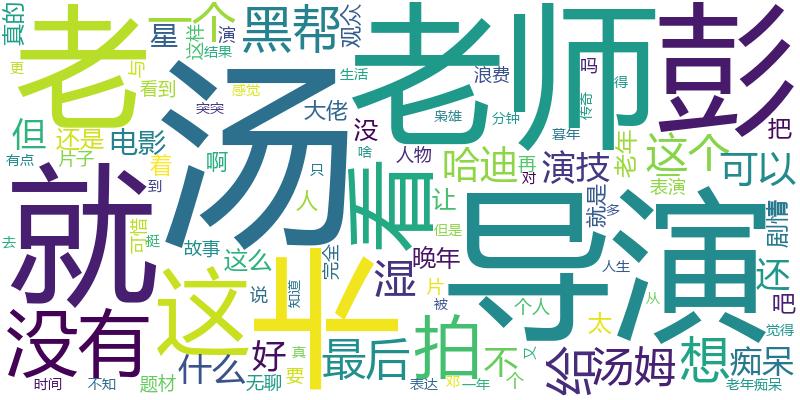 真的
老
一个
星
这样
演
结果
黑帮
观众
老师
彭
更
与
看到
感觉
汤
生活
浪费
吗
得
传奇
突突
大佬
枭雄
分钟
暮年
把
但
还是
电影
没
有点
片子
着
啊
啥
人物
哈迪
再
演技
老年
这个
可以
到
只
对
一
表演
就
看
让
人
就是
多
剧情
去
可惜
挺
故事
但是
导演
这
半
这么
完全
晚年
湿
人生
还
说
知道
片
被
个人
太
从
吧
觉得
没有
什么
好
最后
拍
不
给
汤姆
想
痴呆
时间
不知
题材
无聊
要
真
表达
邓
一年
个
又
老年痴呆